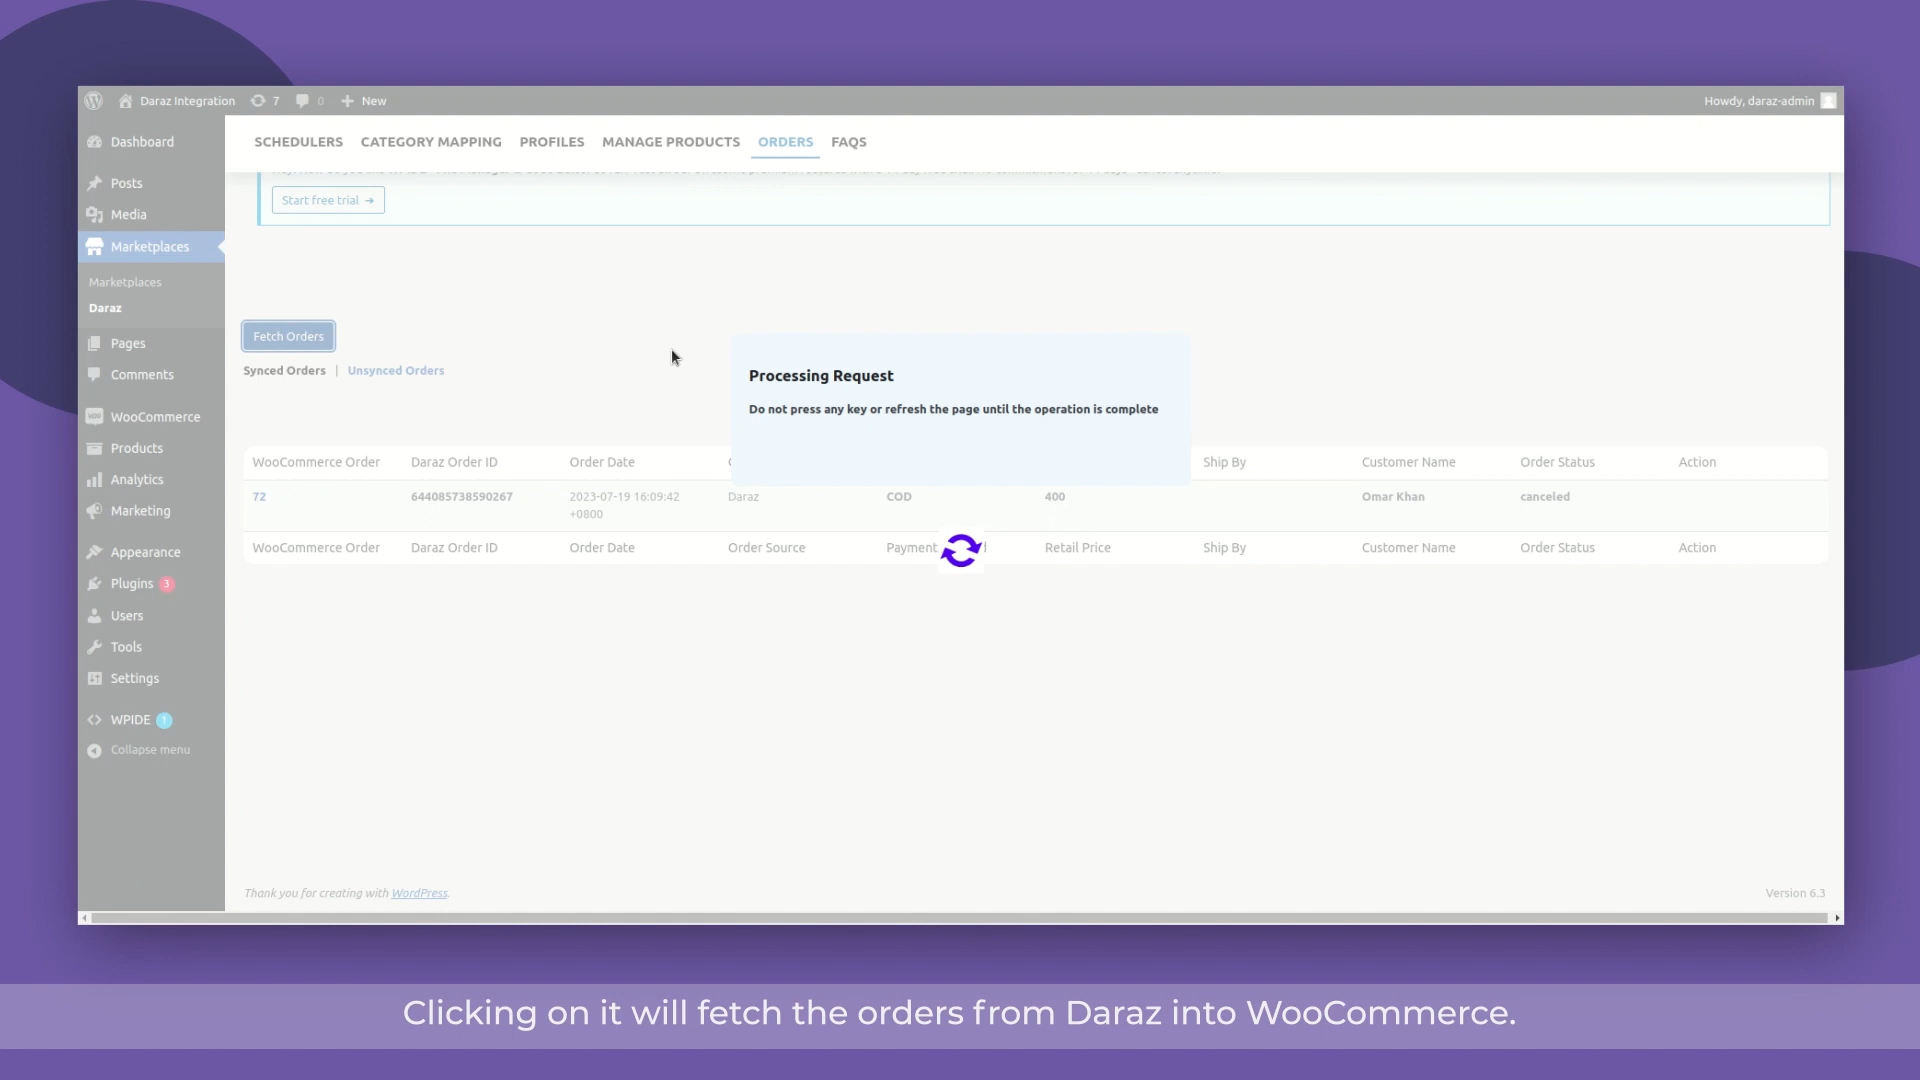 Daraz Integration 7 0 New Howdy, daraz-admin
Dashboard
Posts
Media
Marketplaces
Marketplaces
Daraz
Pages
Comments
WooCommerce
Products
Analytics
Marketing
Appearance
Plugins 3
Users
Tools
Settings
WPIDE 1
Collapse menu
SCHEDULERS CATEGORY MAPPING PROFILES MANAGE PRODUCTS ORDERS FAQS
Start free trial →
Fetch Orders
Synced Orders | Unsynced Orders
Processing Request
Do not press any key or refresh the page until the operation is complete
WooCommerce Order Daraz Order ID Order Date Ship By Customer Name Order Status Action
72 644085738590267 2023-07-19 16:09:42 Daraz COD 400 Omar Khan canceled
+0800
WooCommerce Order Daraz Order ID Order Date Order Source Payment Retail Price Ship By Customer Name Order Status Action
Thank you for creating with WordPress. Version 6.3
Clicking on it will fetch the orders from Daraz into WooCommerce.